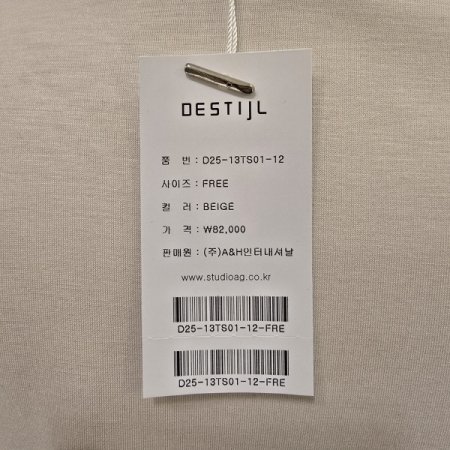 DESTIJL
품 번 : D25-13TS01-12
사이즈 : FREE
컬 러 : BEIGE
가 격 : ₩82,000
판매원 : (주)A&H인터내셔날
www.studioag.co.kr
D25-13TS01-12-FRE
D25-13TS01-12-FRE